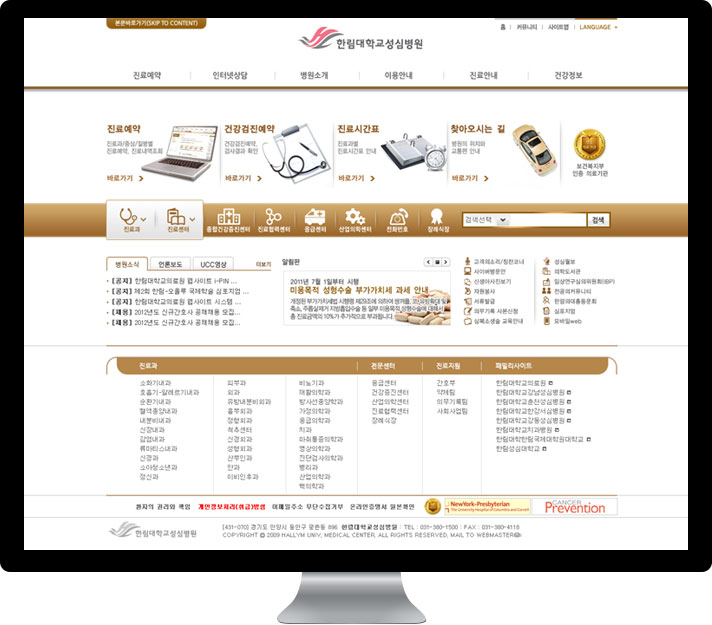 본문바로가기(SKIP TO CONTENT)
홈 | 커뮤니티 | 사이트맵 | LANGUAGE +
한림대학교성심병원
진료예약 인터넷상담 병원소개 이용안내 진료안내 건강정보
진료예약 건강검진예약 진료시간표 찾아오시는 길
진료과/증상/질병별 건강검진예약, 진료과별 병원의 위치와
진료예약, 진료내역조회 검사결과 확인 진료시간표 안내 교통편 안내
보건복지부
인증 의료기관
바로가기 바로가기 바로가기 바로가기
진료과 진료센터 종합건강증진센터 진료협력센터 응급센터 산업의학센터 전화번호 장례식장 검색선택 검색
병원소식 언론보도 UCC영상 더보기
[공지] 한림대학교의료원 웹사이트 I-PIN ...
[공지] 제2회 한림-오울루 국제학술 심포지엄 ...
[공지] 한림대학교의료원 웹사이트 시스템 ...
[채용] 2012년도 신규간호사 공채채용 모집...
[채용] 2012년도 신규간호사 공채채용 모집...
알림판
2011년 7월 1일부터 시행
미용목적 성형수술 부가가치세 과세 안내
개정된 부가가치세법 시행령 제29조에 의하여 쌍꺼풀, 코, 유방확대 및
축소, 주름살제거 지방흡입수술 등 일부 미용목적 성형수술에 대해서
총 진료금액의 10%가 추가적으로 부과됩니다.
고객의소리/칭찬코너 성심월보
사이버병문안 의학도서관
신생아사진보기 임상연구심의위원회(IRP)
자원봉사 전공의커뮤니티
서류발급 한림의대총동문회
의무기록 사본신청 심포지엄
심폐소생술 교육안내 모바일web
진료과 전문센터 진료지원 패밀리사이트
소화기내과
호흡기-알레르기내과
순환기내과
혈액종양내과
내분비내과
신장내과
감염내과
류마티스내과
신경과
소아청소년과
정신과
피부과
외과
유방내분비외과
흉부외과
정형외과
척추센터
신경외과
성형외과
산부인과
안과
이비인후과
비뇨기과
재활의학과
방사선종양학과
가정의학과
응급의학과
치과
마취통증의학과
영상의학과
진단검사의학과
병리과
산업의학과
핵의학과
응급센터
건강증진센터
산업의학센터
진료협력센터
장례식장
간호부
약제팀
의무기록팀
사회사업팀
한림대학교의료원
한림대학교강남성심병원
한림대학교춘천성심병원
한림대학교한강성심병원
한림대학교강동성심병원
한림대학교치과병원
한림대학한림국제대학원대학교
한림성심대학교
환자의 권리와 책임 개인정보처리(취급)방침 이메일주소 무단수집거부 온라인증명서 원본확인
NewYork-Presbyterian
The University Hospital of Columbia and Cornell
CANCER
Prevention
한림대학교성심병원
[431-070] 경기도 안양시 동안구 평촌동 896 한림대학교성심병원 : TEL : 031-380-1500 : FAX : 031-380-4118
COPYRIGHT © 2009 HALLYM UNIV. MEDICAL CENTER. ALL RIGHTS RESERVED, MAIL TO WEBMASTER